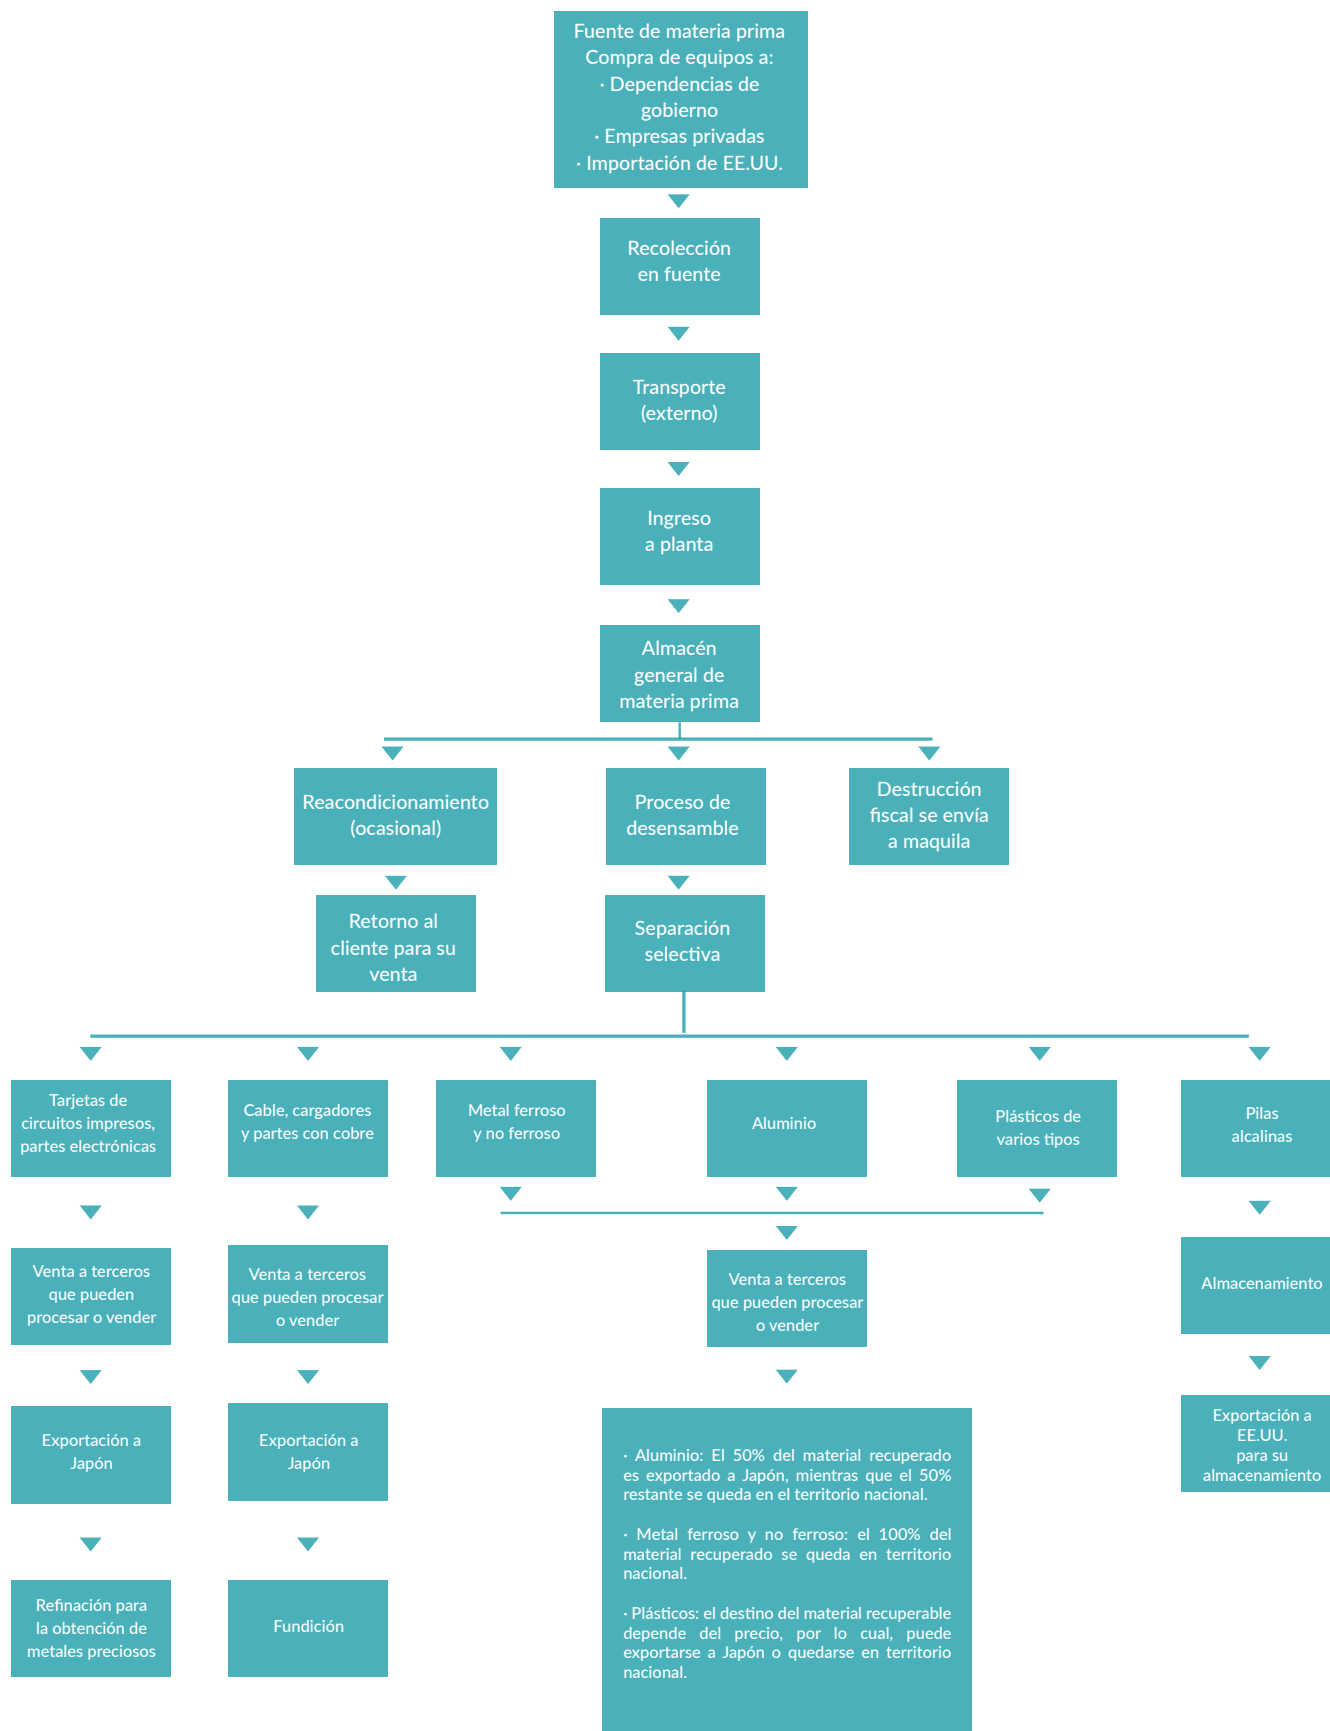 Fuente de materia prima
Compra de equipos a:
· Dependencias de
gobierno
· Empresas privadas
· Importación de EE.UU.
Recolección
en fuente
Transporte
(externo)
Ingreso
a planta
Almacén
general de
materia prima
Reacondicionamiento
(ocasional)
Proceso de
desensamble
Destrucción
fiscal se envía
a maquila
Retorno al
cliente para su
venta
Separación
selectiva
Tarjetas de
circuitos impresos,
partes electrónicas
Cable, cargadores
y partes con cobre
Metal ferroso
y no ferroso
Aluminio
Plásticos de
varios tipos
Pilas
alcalinas
Venta a terceros
que pueden
procesar o vender
Venta a terceros
que pueden procesar
o vender
Venta a terceros
que pueden procesar
o vender
Almacenamiento
Exportación a
Japón
Exportación a
Japón
· Aluminio: El 50% del material recuperado
es exportado a Japón, mientras que el 50%
restante se queda en el territorio nacional.
· Metal ferroso y no ferroso: el 100% del
material recuperado se queda en territorio
nacional.
· Plásticos: el destino del material recuperable
depende del precio, por lo cual, puede
exportarse a Japón o quedarse en territorio
nacional.
Exportación a
EE.UU.
para su
almacenamiento
Refinación para
la obtención de
metales preciosos
Fundición